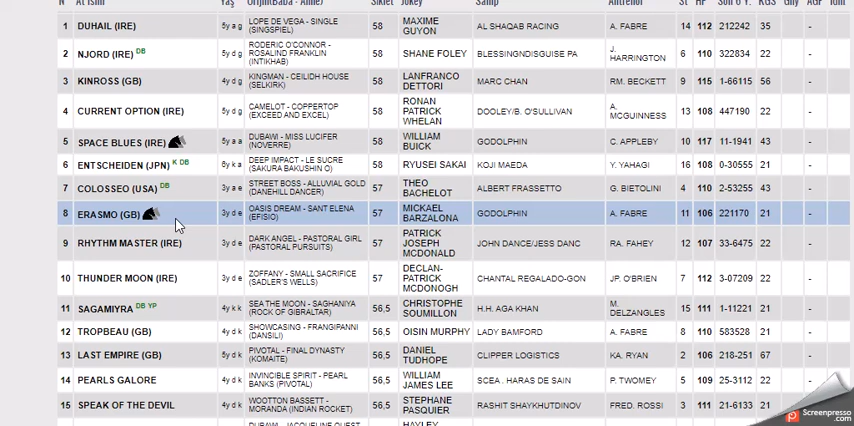 N At İsmi Yaş Orijin(Baba - Anne) Sıklet Jokey Sahip Antrenör St HP Son 6 Y. KGS Gny AGF
1 DUHAIL (IRE) 5y a g LOPE DE VEGA - SINGLE (SINGSPIEL) 58 MAXIME GUYON AL SHAQAB RACING A. FABRE 14 112 212242 35 -
2 NJORD (IRE) DB 5y d g RODERIC O'CONNOR - ROSALIND FRANKLIN (INTIKHAB) 58 SHANE FOLEY BLESSINGNDISGUISE PA J. HARRINGTON 6 110 322834 22 -
3 KINROSS (GB) 4y d g KINGMAN - CEILIDH HOUSE (SELKIRK) 58 LANFRANCO DETTORI MARC CHAN RM. BECKETT 9 115 1-66115 56 -
4 CURRENT OPTION (IRE) 5y d g CAMELOT - COPPERTOP (EXCEED AND EXCEL) 58 RONAN PATRICK WHELAN DOOLEY/B. O'SULLIVAN A. MCGUINNESS 13 108 447190 22 -
5 SPACE BLUES (IRE) 5y a a DUBAWI - MISS LUCIFER (NOVERRE) 58 WILLIAM BUICK GODOLPHIN C. APPLEBY 10 117 11-1941 43 -
6 ENTSCHEIDEN (JPN) K DB 6y k a DEEP IMPACT - LE SUCRE (SAKURA BAKUSHIN O) 58 RYUSEI SAKAI KOJI MAEDA Y. YAHAGI 16 108 0-30555 21 -
7 COLOSSEO (USA) DB 3y a e STREET BOSS - ALLUVIAL GOLD (DANEHILL DANCER) 57 THEO BACHELOT ALBERT FRASSETTO G. BIETOLINI 4 110 2-53255 43 -
8 ERASMO (GB) 3y d e OASIS DREAM - SANT ELENA (EFISIO) 57 MICKAEL BARZALONA GODOLPHIN A. FABRE 11 106 221170 21 -
9 RHYTHM MASTER (IRE) 3y d e DARK ANGEL - PASTORAL GIRL (PASTORAL PURSUITS) 57 PATRICK JOSEPH MCDONALD JOHN DANCE/JESS DANC RA. FAHEY 12 107 33-6475 22 -
10 THUNDER MOON (IRE) 3y d e ZOFFANY - SMALL SACRIFICE (SADLER'S WELLS) 57 DECLAN-PATRICK MCDONOGH CHANTAL REGALADO-GON JP. O'BRIEN 7 112 3-07209 22 -
11 SAGAMIYRA DB YP 4y k k SEA THE MOON - SAGHANIYA (ROCK OF GIBRALTAR) 56,5 CHRISTOPHE SOUMILLON H.H. AGA KHAN M. DELZANGLES 15 111 1-11221 21 -
12 TROPBEAU (GB) 4y d k SHOWCASING - FRANGIPANNI (DANSILI) 56,5 OISIN MURPHY LADY BAMFORD A. FABRE 8 110 583528 21 -
13 LAST EMPIRE (GB) 5y d k PIVOTAL - FINAL DYNASTY (KOMAITE) 56,5 DANIEL TUDHOPE CLIPPER LOGISTICS KA. RYAN 2 106 218-251 67 -
14 PEARLS GALORE 4y d k INVINCIBLE SPIRIT - PEARL BANKS (PIVOTAL) 56,5 WILLIAM JAMES LEE SCEA . HARAS DE SAIN P. TWOMEY 5 109 25-3112 22 -
15 SPEAK OF THE DEVIL 4y d k WOOTTON BASSETT - MORANDA (INDIAN ROCKET) 56,5 STEPHANE PASQUIER RASHIT SHAYKHUTDINOV FRED. ROSSI 3 111 21-6133 21 -
DUBAWI - JACQUELINE QUEST HAYLEY
Screenpresso
.com